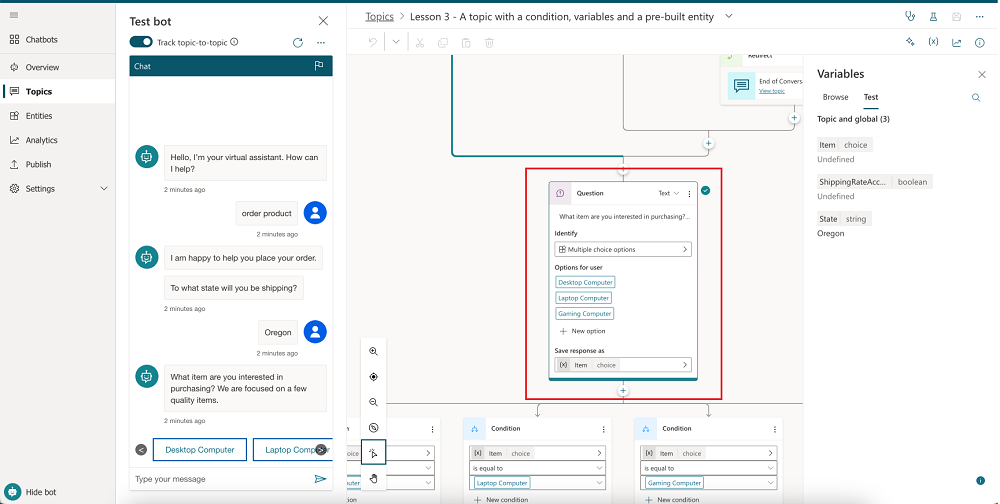 Chatbots
Overview
Topics
Entities
Analytics
Publish
Settings
Hide bot
Test bot
Track topic-to-topic
Chat
Hello, I'm your virtual assistant. How can
I help?
2 minutes ago
order product
2 minutes ago
I am happy to help you place your order.
To what state will you be shipping?
2 minutes ago
Oregon
2 minutes ago
What item are you interested in
purchasing? We are focused on a few
quality items.
2 minutes ago
Desktop Computer
Laptop Comp
Type your message
Topics > Lesson 3 - A topic with a condition, variables and a pre-built entity
Redirect
End of Convers
View topic
Question
Text
What item are you interested in purchasing?...
Identify
Multiple choice options
Options for user
Desktop Computer
Laptop Computer
Gaming Computer
+ New option
Save response as
{x} Item choice
n
oice
Condition
{x} Item choice
is equal to
Laptop Computer
+ New condition
Condition
{x} Item choice
is equal to
Gaming Computer
+ New condition
Variables
Browse
Test
Topic and global (3)
Item choice
Undefined
ShippingRateAcc... boolean
Undefined
State string
Oregon